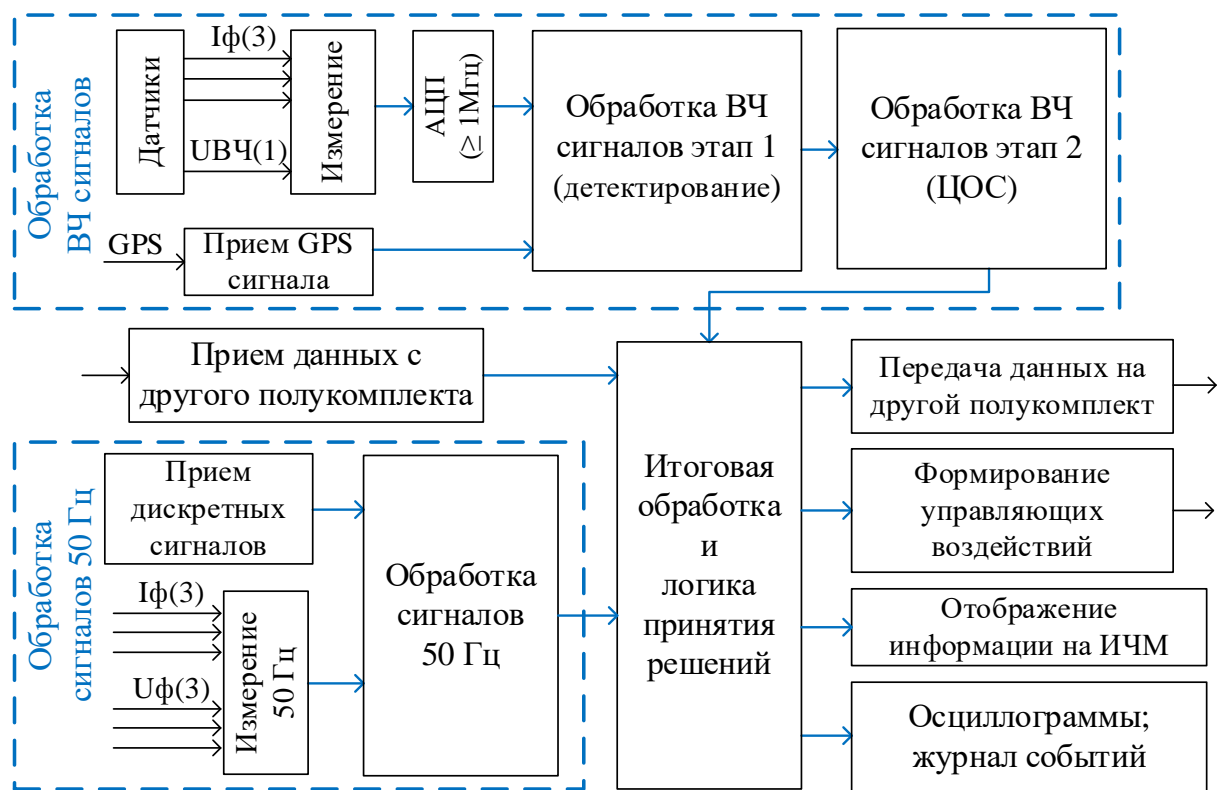 Обработка
ВЧ сигналов
Датчики
Iф(3)
UВЧ(1)
Измерение
АЦП
(≥ 1Мгц)
Обработка ВЧ
сигналов этап 1
(детектирование)
Обработка ВЧ
сигналов этап 2
(ЦОС)
GPS
Прием GPS
сигнала
Прием данных с
другого полукомплекта
Обработка
сигналов 50 Гц
Прием
дискретных
сигналов
Iф(3)
Uф(3)
Измерение
50 Гц
Обработка
сигналов
50 Гц
Итоговая
обработка
и
логика
принятия
решений
Передача данных на
другой полукомплект
Формирование
управляющих
воздействий
Отображение
информации на ИЧМ
Осциллограммы;
журнал событий